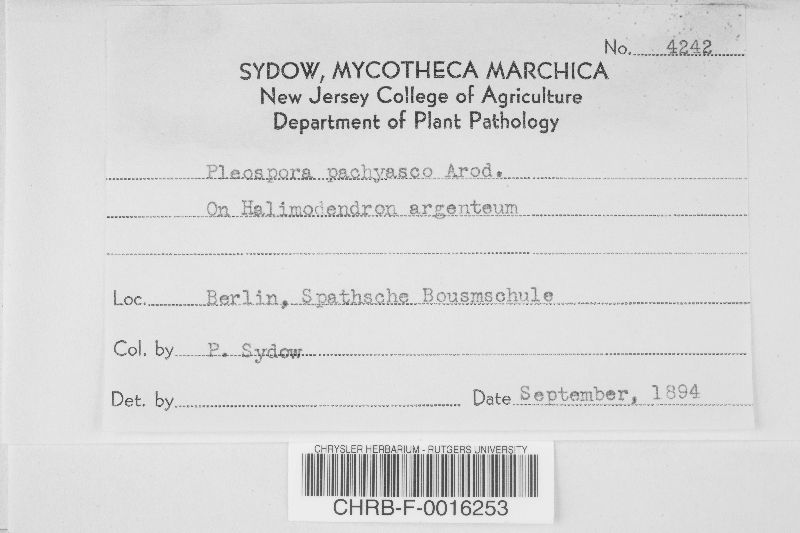 No. 4242
SYDOW, MYCOTHECA MARCHICA
New Jersey College of Agriculture
Department of Plant Pathology
Pleospora pachyasco Arod.
On Halimodendron argenteum
Loc. Berlin, Spathsche Bousmschule
Col. by P. Sydow
Det. by Date September, 1894
CHRYSLER HERBARIUM - RUTGERS UNIVERSITY
CHRB-F-0016253